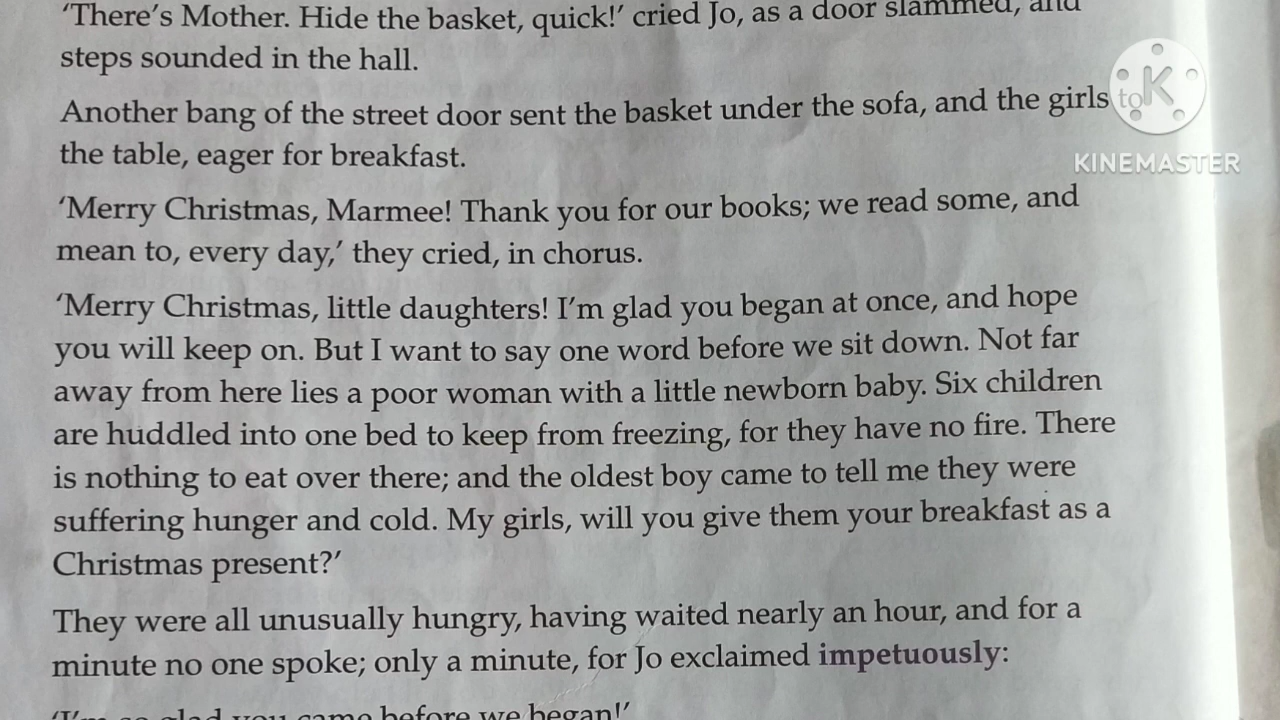 ‘There’s Mother. Hide the basket, quick!’ cried Jo, as a door slammed, and
steps sounded in the hall.
Another bang of the street door sent the basket under the sofa, and the girls to
the table, eager for breakfast.
‘Merry Christmas, Marmee! Thank you for our books; we read some, and
mean to, every day,’ they cried, in chorus.
‘Merry Christmas, little daughters! I’m glad you began at once, and hope
you will keep on. But I want to say one word before we sit down. Not far
away from here lies a poor woman with a little newborn baby. Six children
are huddled into one bed to keep from freezing, for they have no fire. There
is nothing to eat over there; and the oldest boy came to tell me they were
suffering hunger and cold. My girls, will you give them your breakfast as a
Christmas present?’
They were all unusually hungry, having waited nearly an hour, and for a
minute no one spoke; only a minute, for Jo exclaimed impetuously:
‘I’m so glad you came before we began!’
K
KINEMASTER